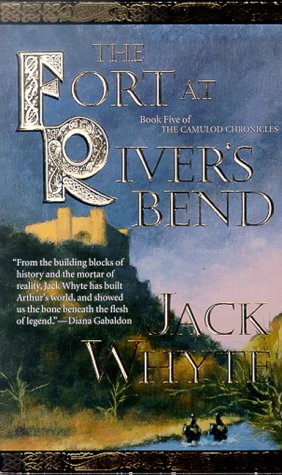 THE
FORT AT
Book Five of
THE CAMULOD CHRONICLES
RIVER'S
BEND
"From the building blocks of
history and the mortar of
reality, Jack Whyte has built
Arthur's world, and showed
us the bone beneath the flesh
of legend."—Diana Gabaldon
JACK
WHYTE